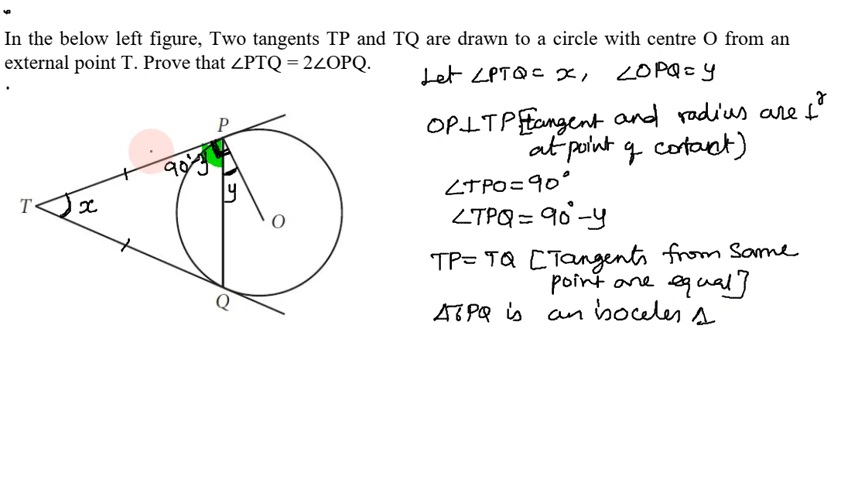 In the below left figure, Two tangents TP and TQ are drawn to a circle with centre O from an
external point T. Prove that ∠PTQ = 2∠OPQ.
Let ∠PTQ = x, ∠OPQ = y
OP⊥TP [tangent and radius are ⊥r
at point of contact)
∠TPO = 90°
∠TPQ = 90° - y
TP = TQ [Tangents from Same
point are equal]
Δ TPQ is an isoceles Δ
P
90°-y
y
T
x
O
Q